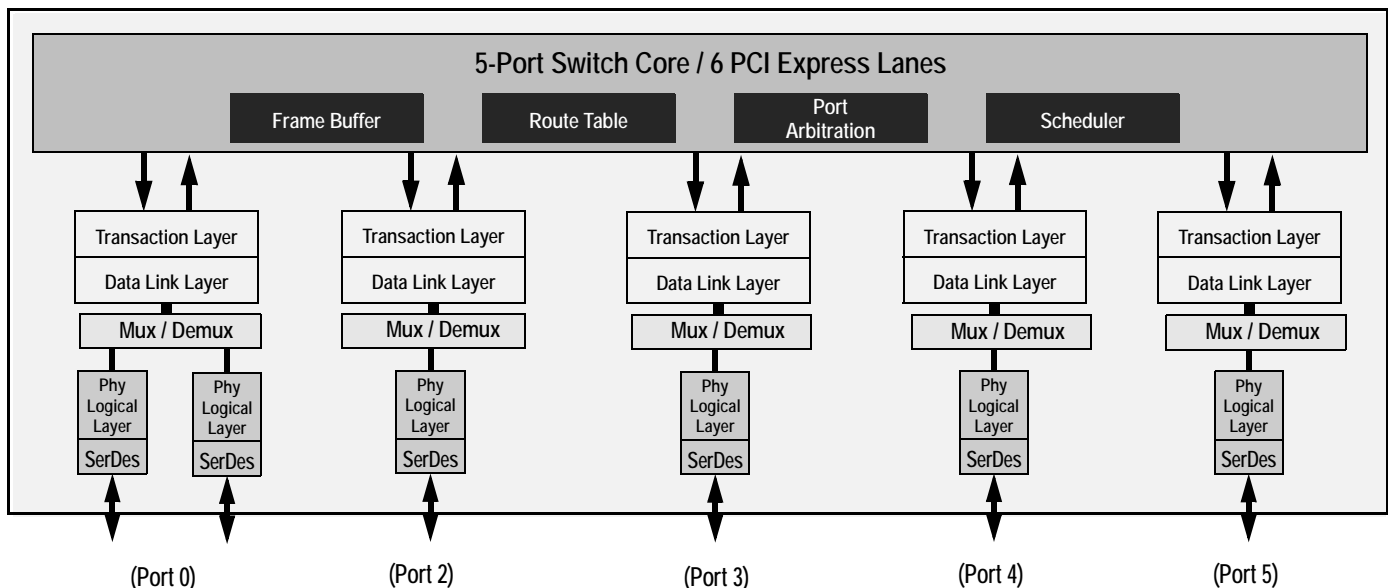 5-Port Switch Core / 6 PCI Express Lanes
Frame Buffer
Route Table
Port
Arbitration
Scheduler
Transaction Layer
Transaction Layer
Transaction Layer
Transaction Layer
Transaction Layer
Data Link Layer
Data Link Layer
Data Link Layer
Data Link Layer
Data Link Layer
Mux / Demux
Mux / Demux
Mux / Demux
Mux / Demux
Mux / Demux
Phy
Logical
Layer
SerDes
Phy
Logical
Layer
SerDes
Phy
Logical
Layer
SerDes
Phy
Logical
Layer
SerDes
Phy
Logical
Layer
SerDes
Phy
Logical
Layer
SerDes
(Port 0)
(Port 2)
(Port 3)
(Port 4)
(Port 5)